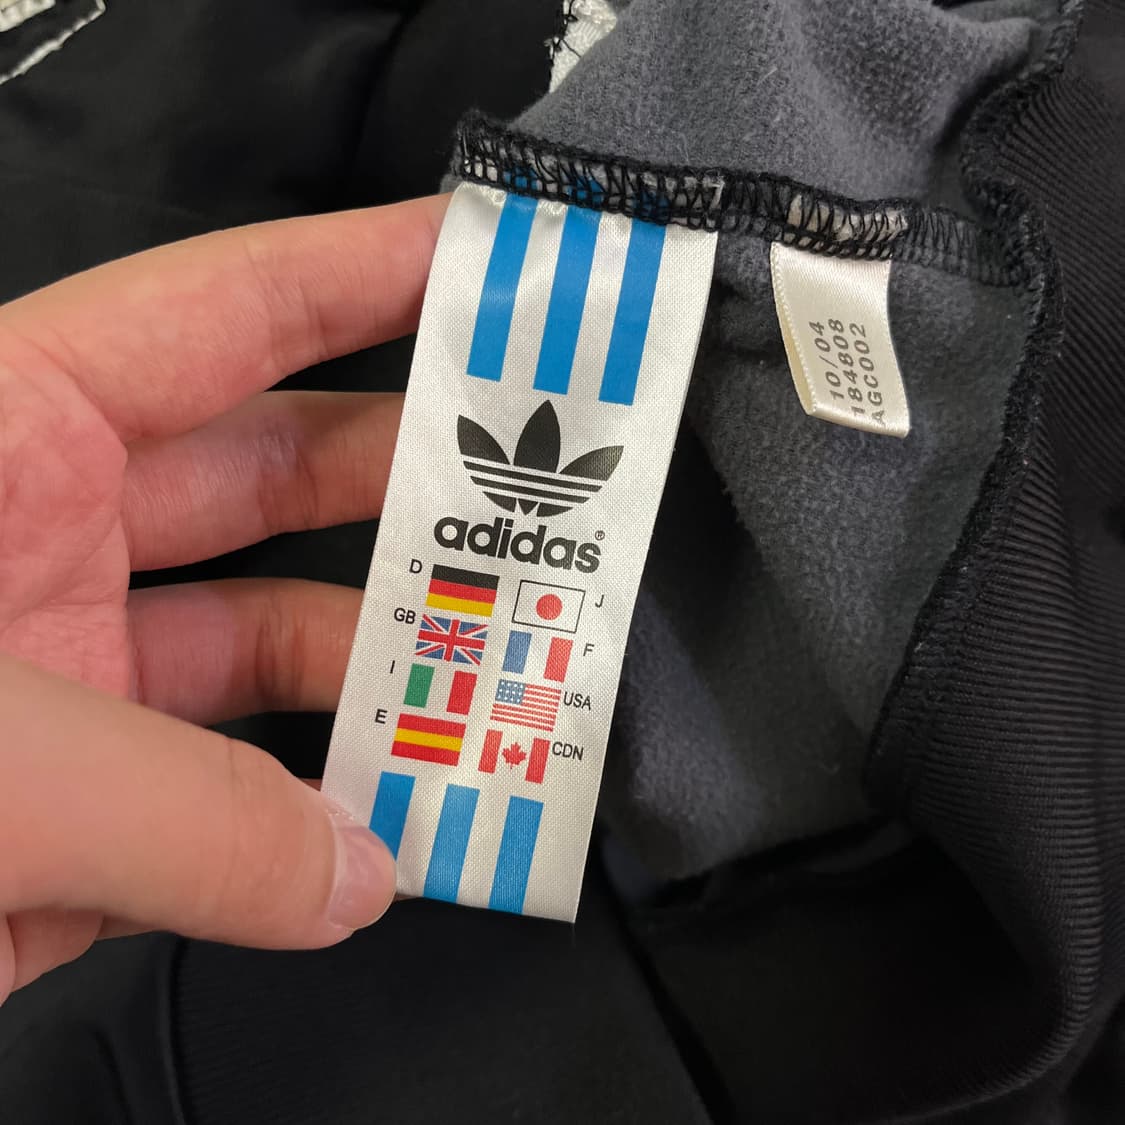 adidas®
D
J
GB
F
I
USA
E
CDN
10/04
184808
AGC002